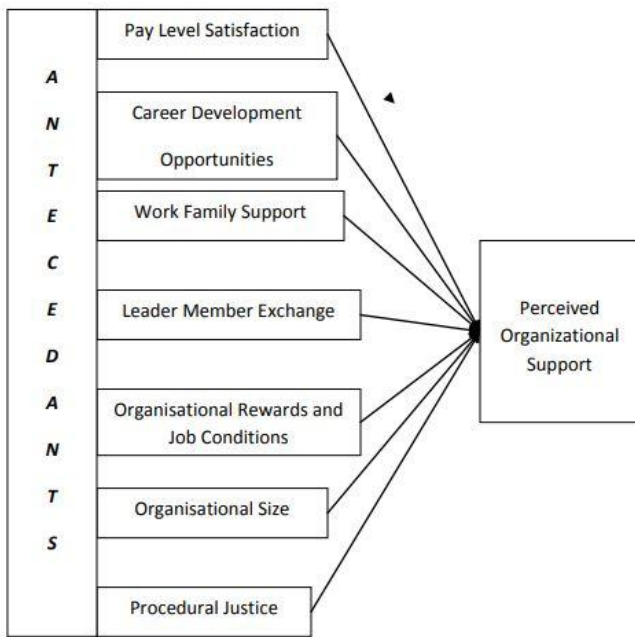 A
N
T
E
C
E
D
A
N
T
S
Pay Level Satisfaction
Career Development
Opportunities
Work Family Support
Leader Member Exchange
Organisational Rewards and
Job Conditions
Organisational Size
Procedural Justice
Perceived
Organizational
Support